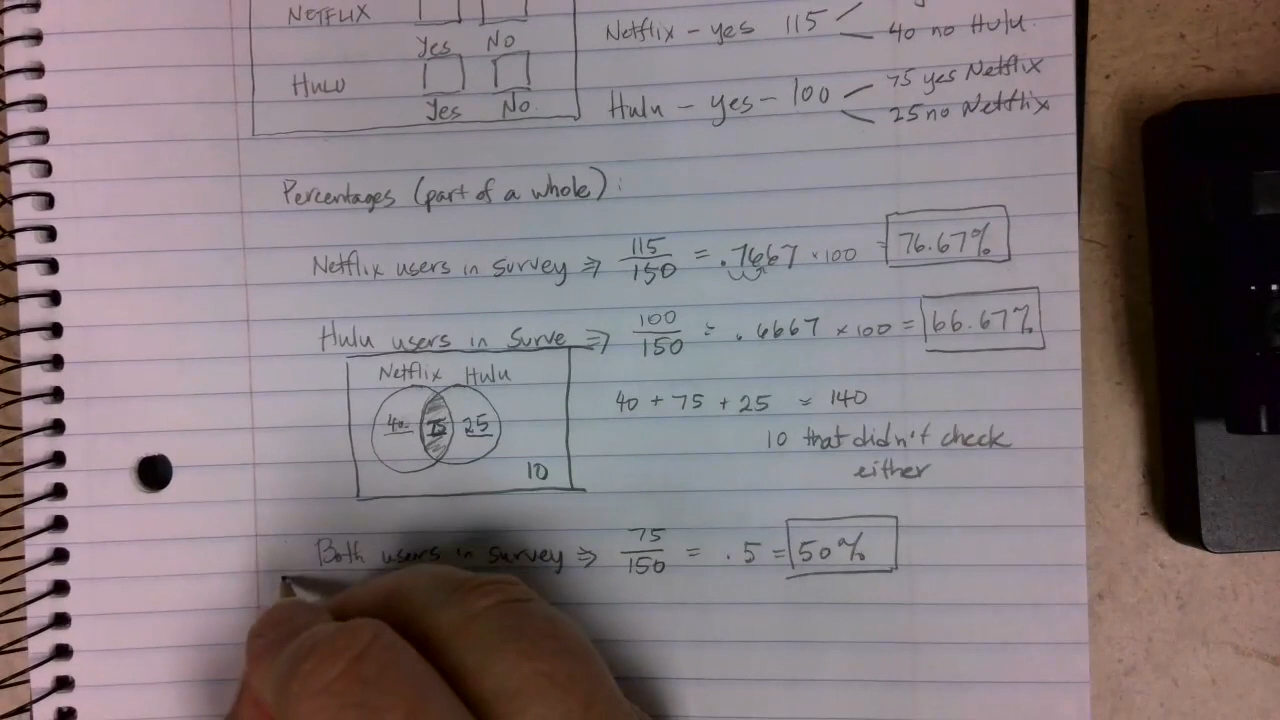 NETFLIX
Yes No
Netflix - yes 115
40 no Hulu
HULU
Yes No
Hulu - yes - 100
75 yes Netflix
25 no Netflix
Percentages (part of a whole):
Netflix users in survey ⇒ 115/150 = .7667 × 100 = 76.67%
Hulu users in Surve ⇒ 100/150 = .6667 × 100 = 66.67%
Netflix Hulu
40 75 25
10
40 + 75 + 25 = 140
10 that didn't check
either
Both users in survey ⇒ 75/150 = .5 = 50%